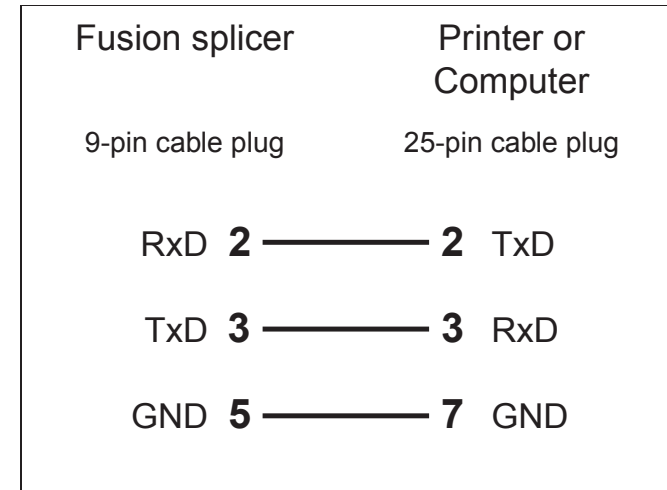 Fusion splicer
Printer or
Computer
9-pin cable plug
25-pin cable plug
RxD 2 2 TxD
TxD 3 3 RxD
GND 5 7 GND